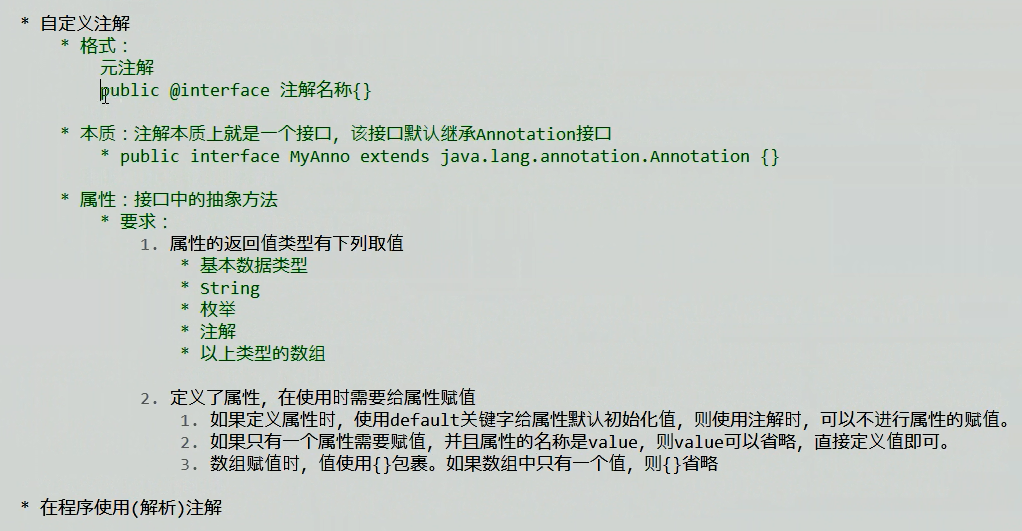 * 自定义注解
* 格式：
元注解
public @interface 注解名称{}
* 本质：注解本质上就是一个接口，该接口默认继承Annotation接口
* public interface MyAnno extends java.lang.annotation.Annotation {}
* 属性：接口中的抽象方法
* 要求：
1. 属性的返回值类型有下列取值
* 基本数据类型
* String
* 枚举
* 注解
* 以上类型的数组
2. 定义了属性，在使用时需要给属性赋值
1. 如果定义属性时，使用default关键字给属性默认初始化值，则使用注解时，可以不进行属性的赋值。
2. 如果只有一个属性需要赋值，并且属性的名称是value，则value可以省略，直接定义值即可。
3. 数组赋值时，值使用{}包裹。如果数组中只有一个值，则{}省略
* 在程序使用(解析)注解